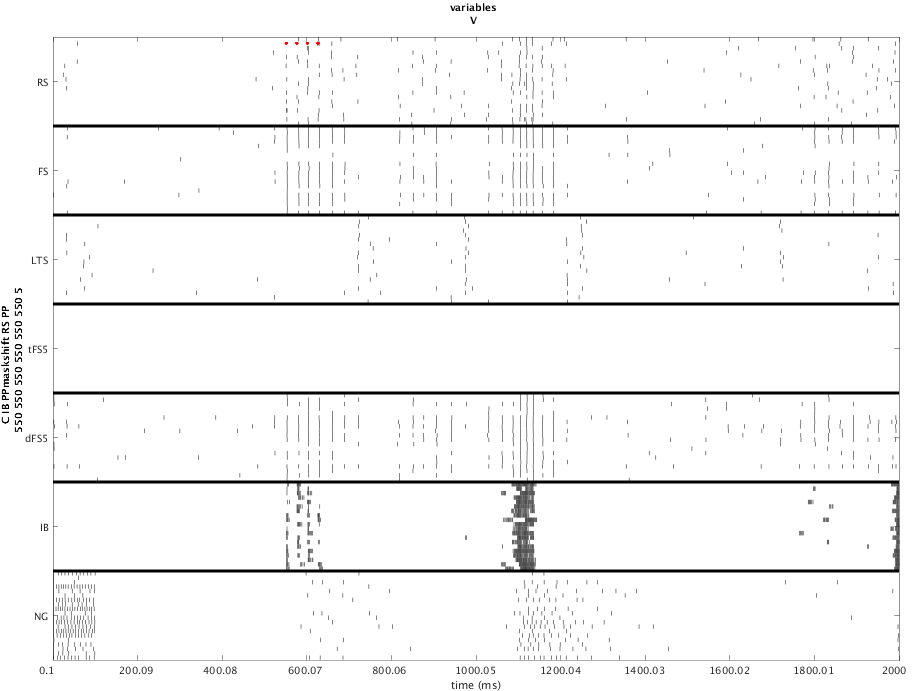 variables
V
RS
FS
LTS
tFS5
dFS5
IB
NG
C IB PPmaskshift RS PP
550 550 550 550 550 5
0.1 200.09 400.08 600.07 800.06 1000.05 1200.04 1400.03 1600.02 1800.01 2000
time (ms)